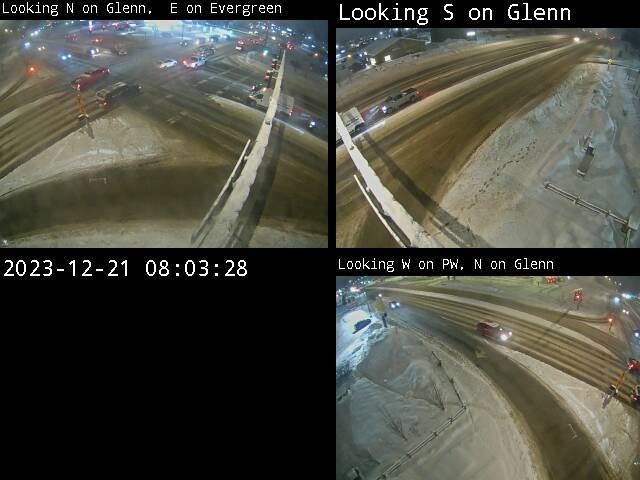 Looking N on Glenn, E on Evergreen
Looking S on Glenn
2023-12-21 08:03:28
Looking W on PW, N on Glenn